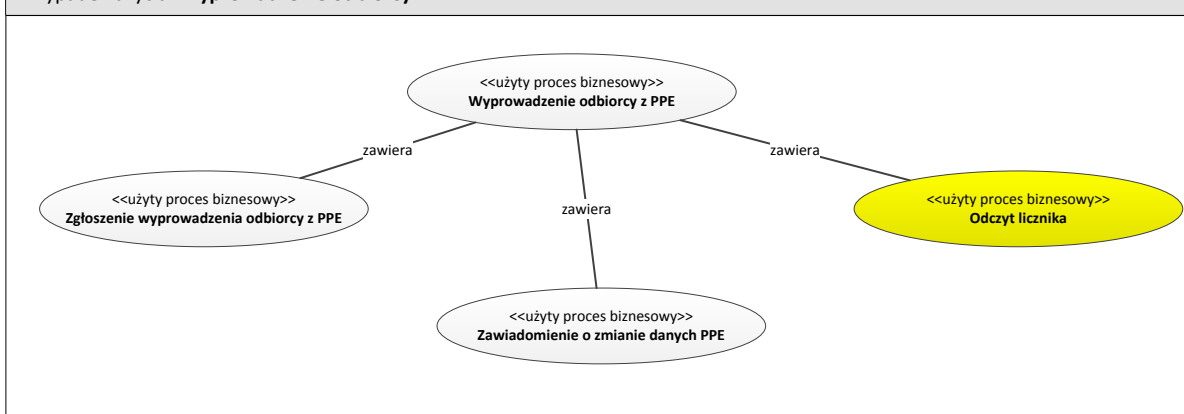 <<użyty proces biznesowy>>
Wyprowadzenie odbiorcy z PPE
zawiera
zawiera
<<użyty proces biznesowy>>
Zgłoszenie wyprowadzenia odbiorcy z PPE
zawiera
<<użyty proces biznesowy>>
Odczyt licznika
<<użyty proces biznesowy>>
Zawiadomienie o zmianie danych PPE